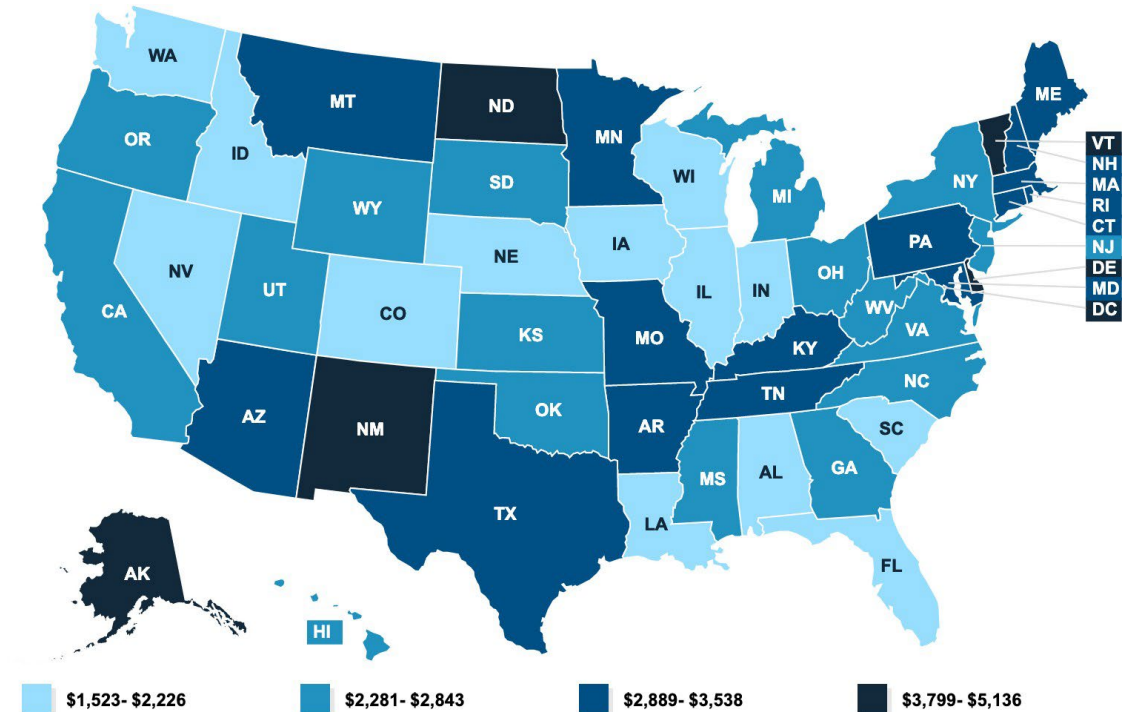 WA
MT
ND
MN
ME
OR
ID
SD
WI
MI
NY
VT
NH
MA
RI
CT
NJ
DE
MD
DC
WY
NV
NE
IA
PA
UT
CO
IL
IN
OH
WV
VA
CA
KS
MO
KY
AZ
NM
OK
AR
TN
NC
SC
TX
MS
AL
GA
LA
FL
AK
HI
$1,523- $2,226
$2,281- $2,843
$2,889- $3,538
$3,799- $5,136